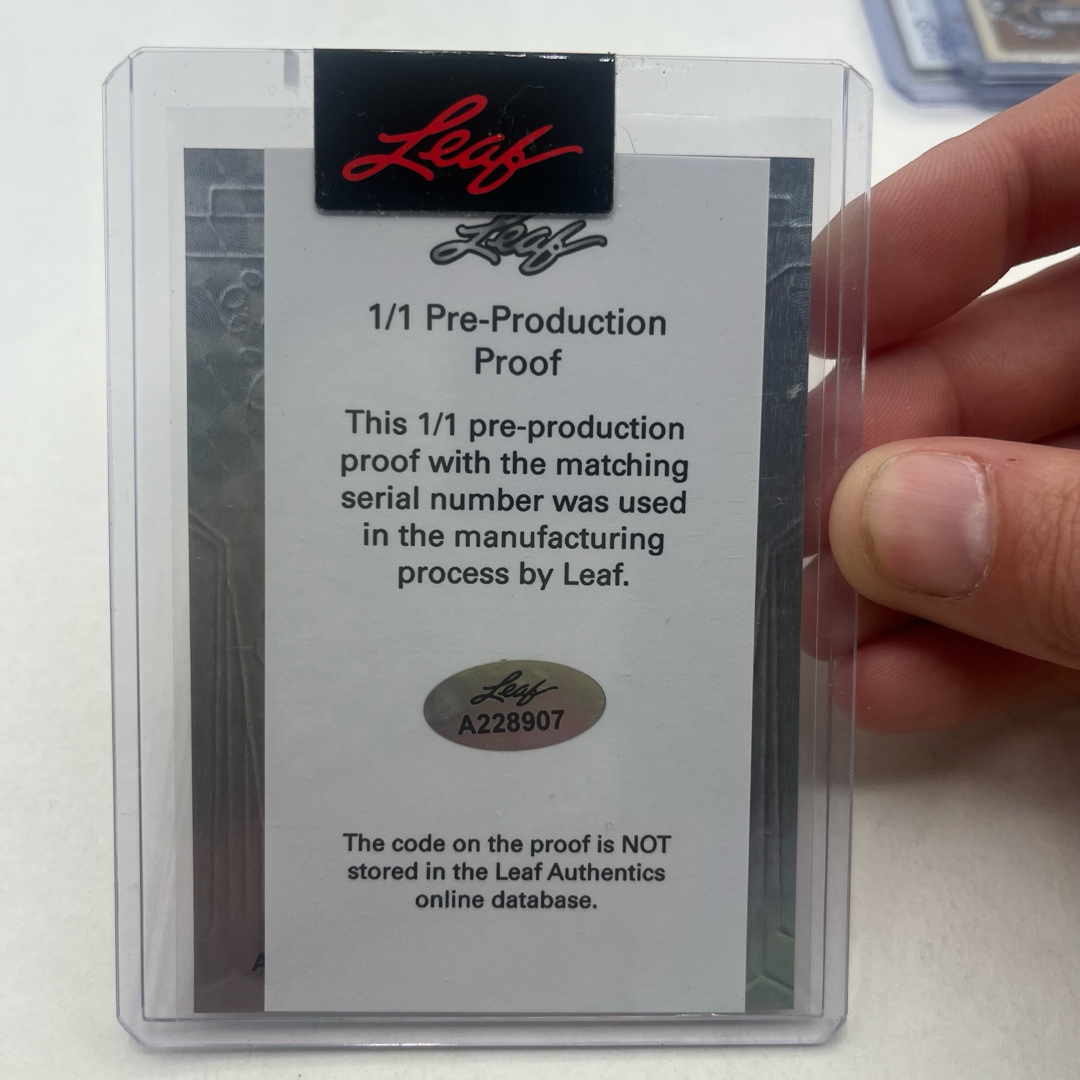 Leaf
Leaf
1/1 Pre-Production
Proof
This 1/1 pre-production
proof with the matching
serial number was used
in the manufacturing
process by Leaf.
Leaf
A228907
The code on the proof is NOT
stored in the Leaf Authentics
online database.
A